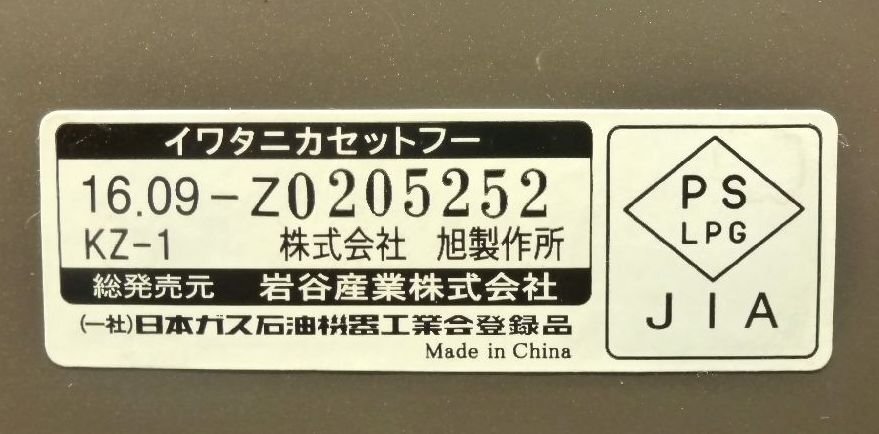 イワタニカセットフー
16.09-Z0205252
KZ-1 株式会社 旭製作所
総発売元 岩谷産業株式会社
(一社)日本ガス石油機器工業会登録品
Made in China
PS
LPG
JIA